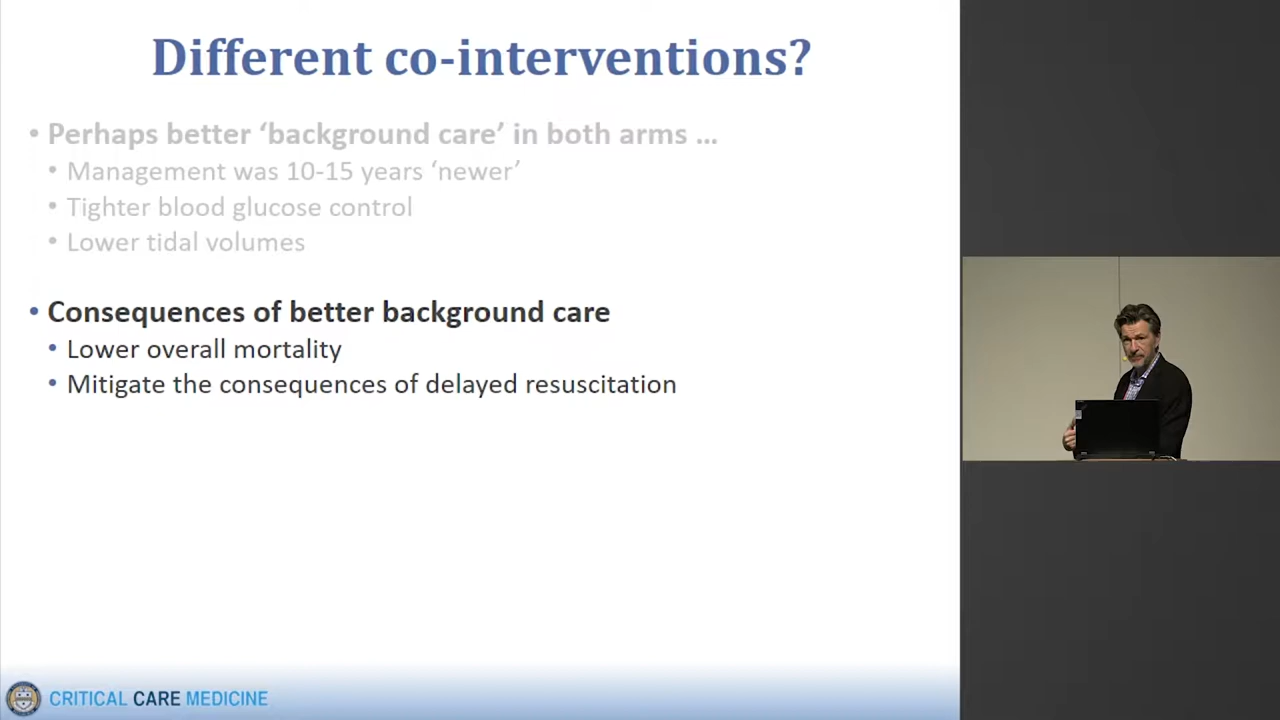 Different co-interventions?
• Perhaps better ‘background care’ in both arms ...
• Management was 10-15 years ‘newer’
• Tighter blood glucose control
• Lower tidal volumes
• Consequences of better background care
• Lower overall mortality
• Mitigate the consequences of delayed resuscitation
CRITICAL CARE MEDICINE